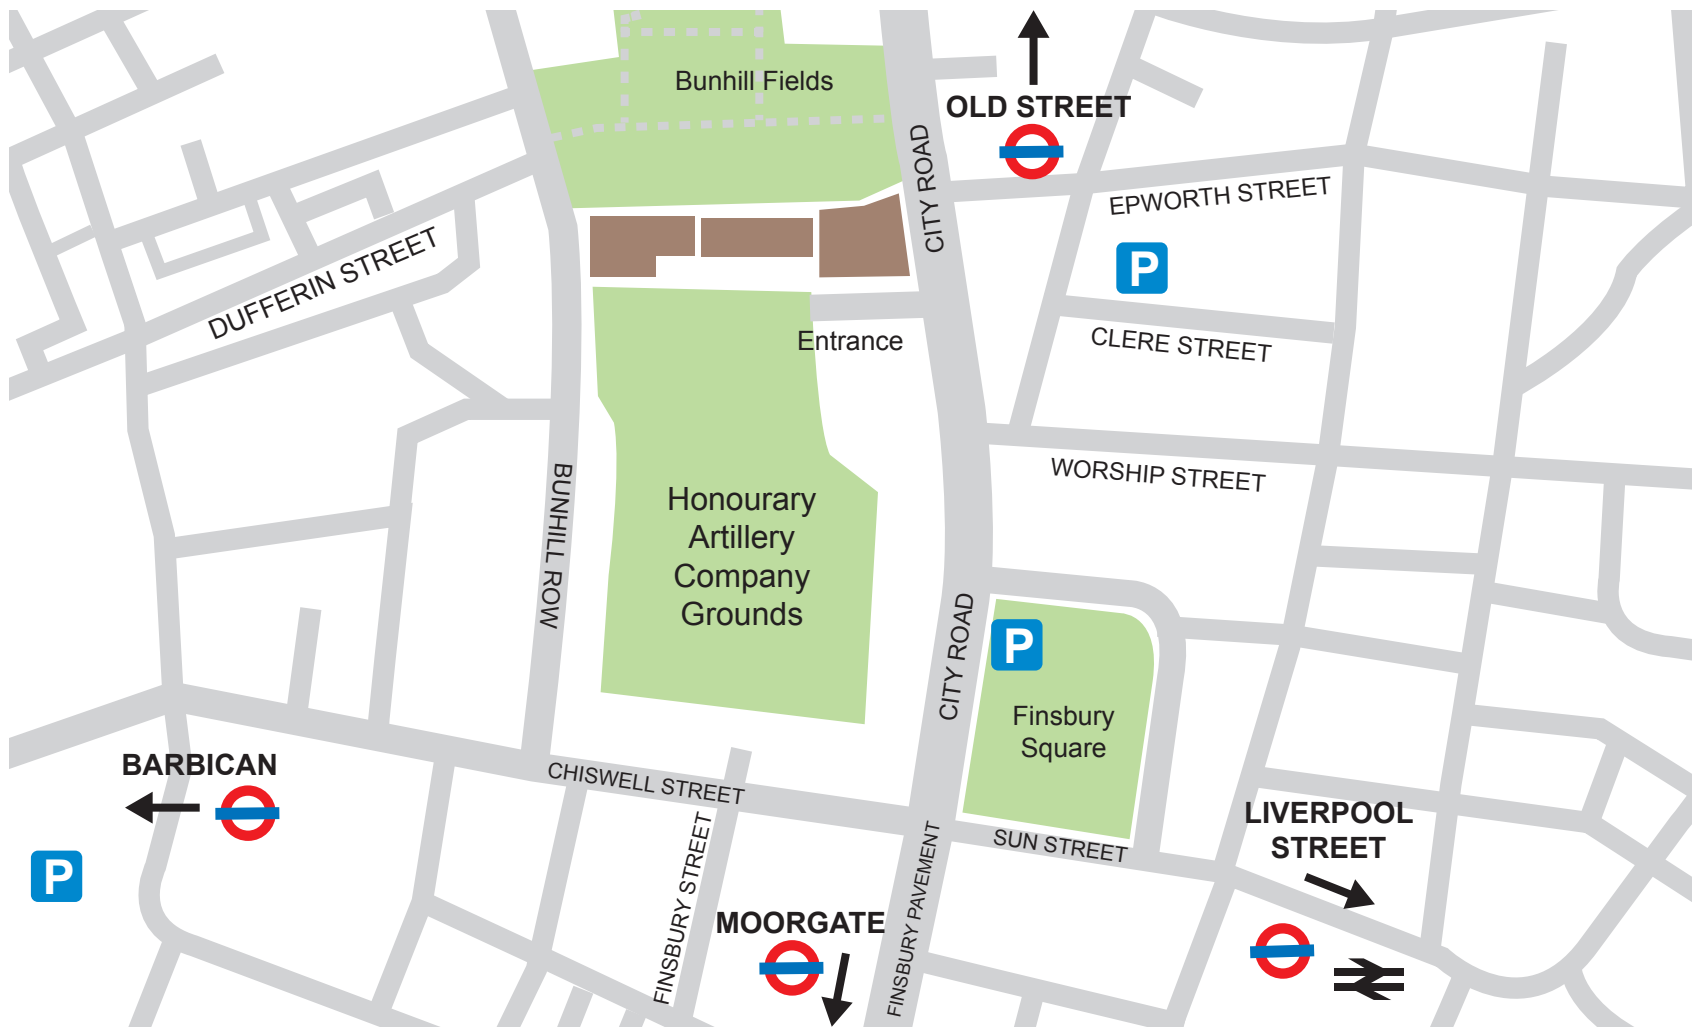 Bunhill Fields
OLD STREET
CITY ROAD
EPWORTH STREET
P
DUFFERIN STREET
Entrance
CLERE STREET
WORSHIP STREET
BUNHILL ROW
Honourary
Artillery
Company
Grounds
CITY ROAD
P
Finsbury
Square
BARBICAN
CHISWELL STREET
LIVERPOOL
STREET
SUN STREET
P
FINSBURY STREET
MOORGATE
FINSBURY PAVEMENT